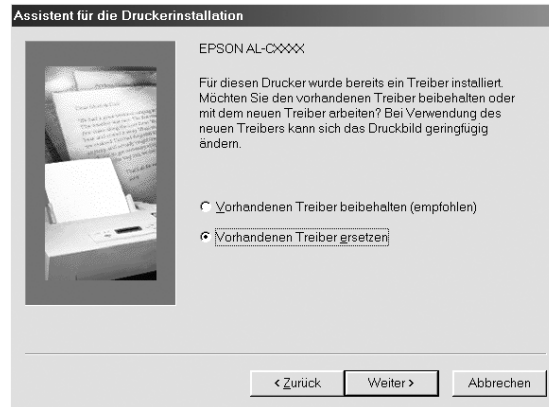 Assistent für die Druckerinstallation
EPSON AL-CXXXX
Für diesen Drucker wurde bereits ein Treiber installiert.
Möchten Sie den vorhandenen Treiber beibehalten oder
mit dem neuen Treiber arbeiten? Bei Verwendung des
neuen Treibers kann sich das Druckbild geringfügig
ändern.
Vorhandenen Treiber beibehalten (empfohlen)
Vorhandenen Treiber ersetzen
< Zurück
Weiter >
Abbrechen